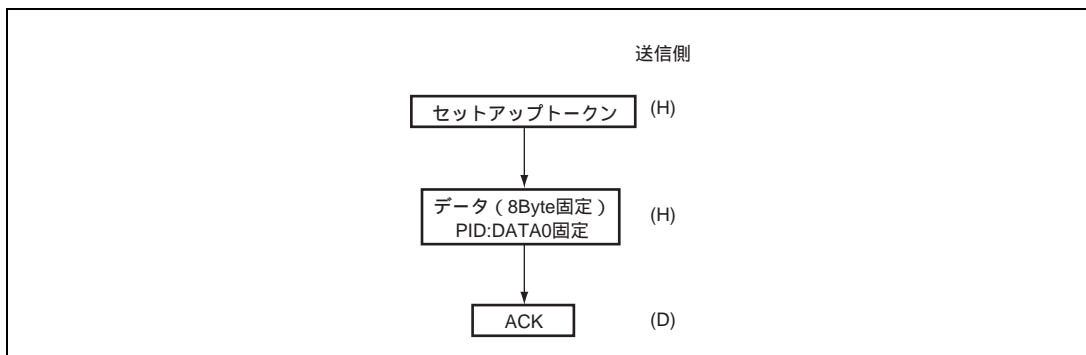 送信側
セットアップトークン (H)
データ(8Byte固定)
PID:DATA0固定 (H)
ACK (D)